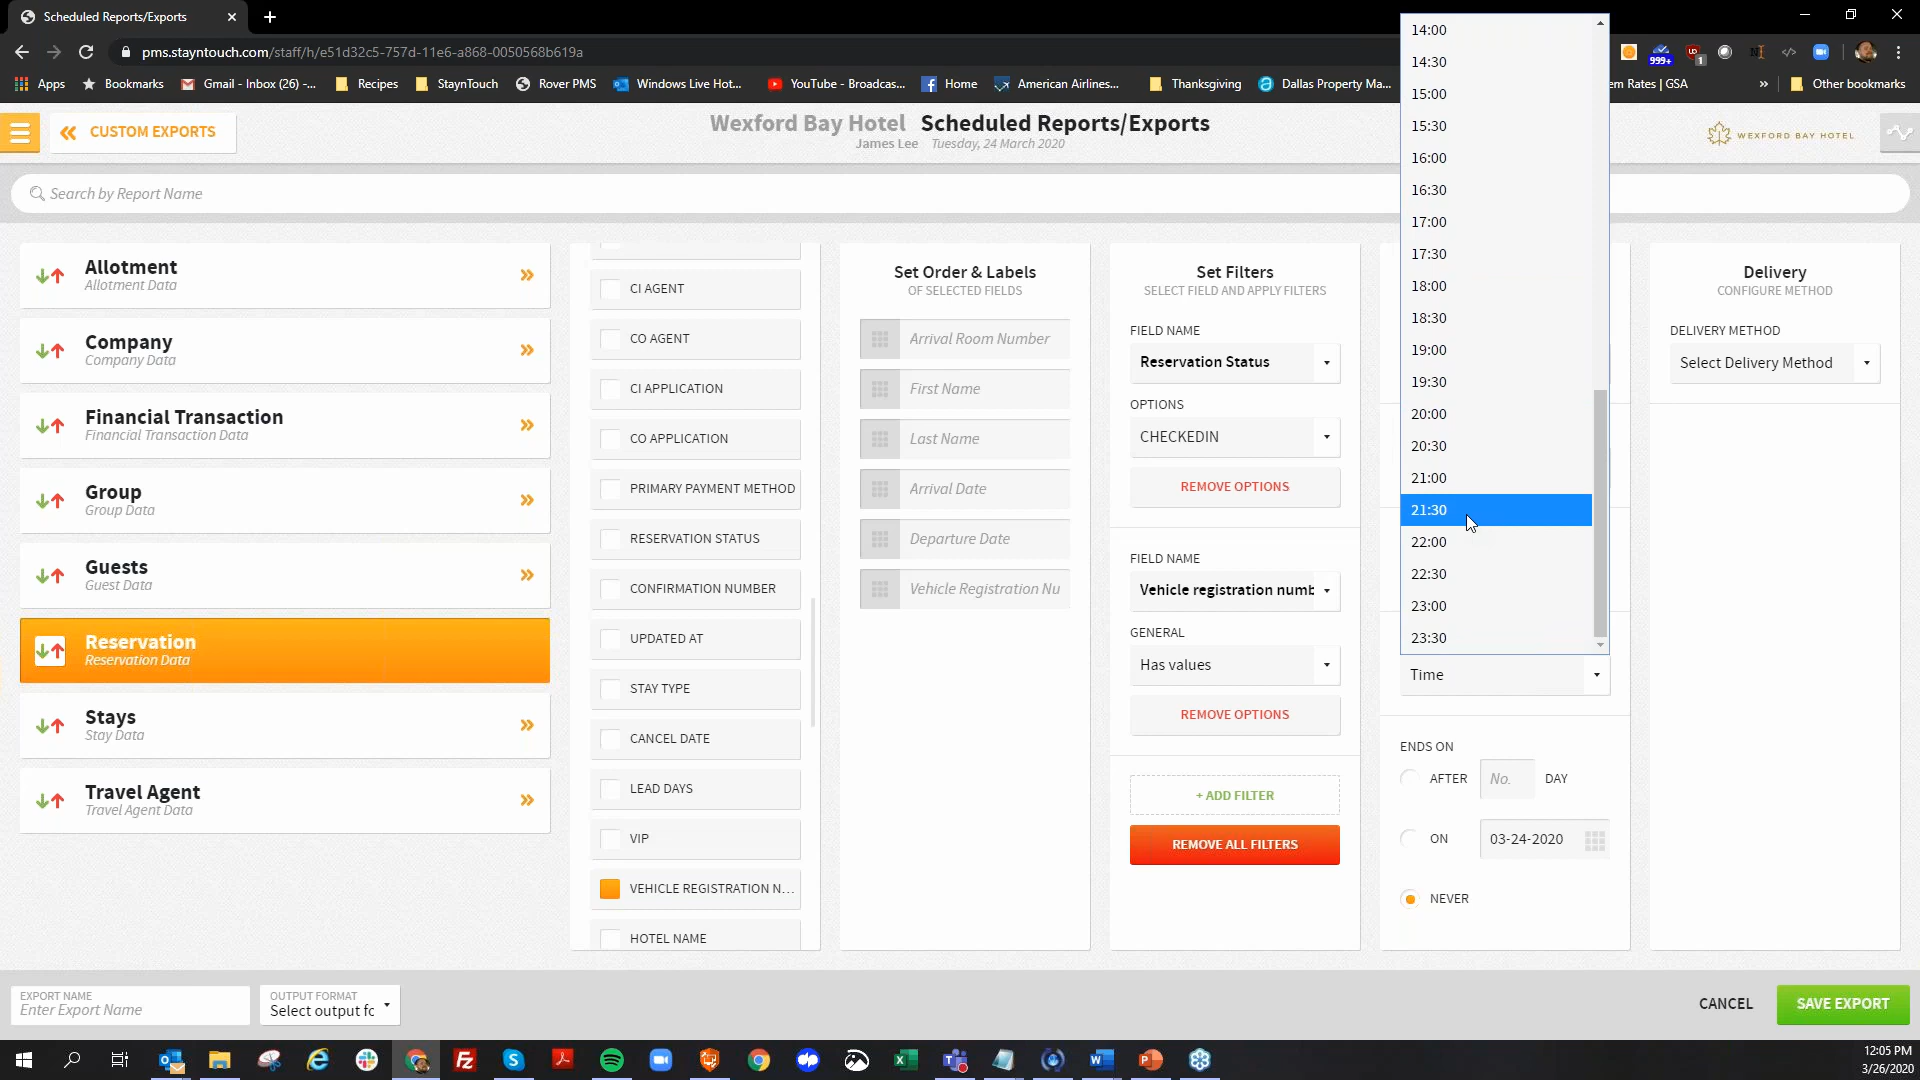 Scheduled Reports/Exports
pms.stayntouch.com/staff/h/e51d32c5-757d-11e6-a868-0050568b619a
999+
1
Apps
Bookmarks
Gmail - Inbox (26) -...
Recipes
StaynTouch
Rover PMS
Windows Live Hot...
YouTube - Broadcas...
Home
American Airlines...
Thanksgiving
Dallas Property Ma...
em Rates | GSA
Other bookmarks
CUSTOM EXPORTS
Wexford Bay Hotel Scheduled Reports/Exports
James Lee Tuesday, 24 March 2020
WEXFORD BAY HOTEL
Search by Report Name
Allotment
Allotment Data
Company
Company Data
Financial Transaction
Financial Transaction Data
Group
Group Data
Guests
Guest Data
Reservation
Reservation Data
Stays
Stay Data
Travel Agent
Travel Agent Data
CI AGENT
CO AGENT
CI APPLICATION
CO APPLICATION
PRIMARY PAYMENT METHOD
RESERVATION STATUS
CONFIRMATION NUMBER
UPDATED AT
STAY TYPE
CANCEL DATE
LEAD DAYS
VIP
VEHICLE REGISTRATION N...
HOTEL NAME
Set Order & Labels
OF SELECTED FIELDS
Arrival Room Number
First Name
Last Name
Arrival Date
Departure Date
Vehicle Registration Nu
Set Filters
SELECT FIELD AND APPLY FILTERS
FIELD NAME
Reservation Status
OPTIONS
CHECKEDIN
REMOVE OPTIONS
FIELD NAME
Vehicle registration numb
GENERAL
Has values
REMOVE OPTIONS
+ ADD FILTER
REMOVE ALL FILTERS
14:00
14:30
15:00
15:30
16:00
16:30
17:00
17:30
18:00
18:30
19:00
19:30
20:00
20:30
21:00
21:30
22:00
22:30
23:00
23:30
Time
ENDS ON
AFTER No. DAY
ON 03-24-2020
NEVER
Delivery
CONFIGURE METHOD
DELIVERY METHOD
Select Delivery Method
EXPORT NAME
Enter Export Name
OUTPUT FORMAT
Select output fc
CANCEL
SAVE EXPORT
12:05 PM
3/26/2020